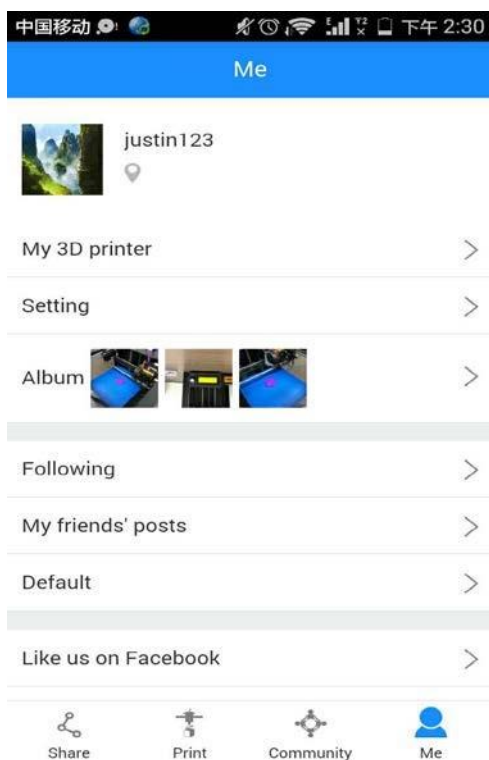 中国移动 下午 2:30
Me
justin123
My 3D printer
Setting
Album
Following
My friends' posts
Default
Like us on Facebook
Share Print Community Me